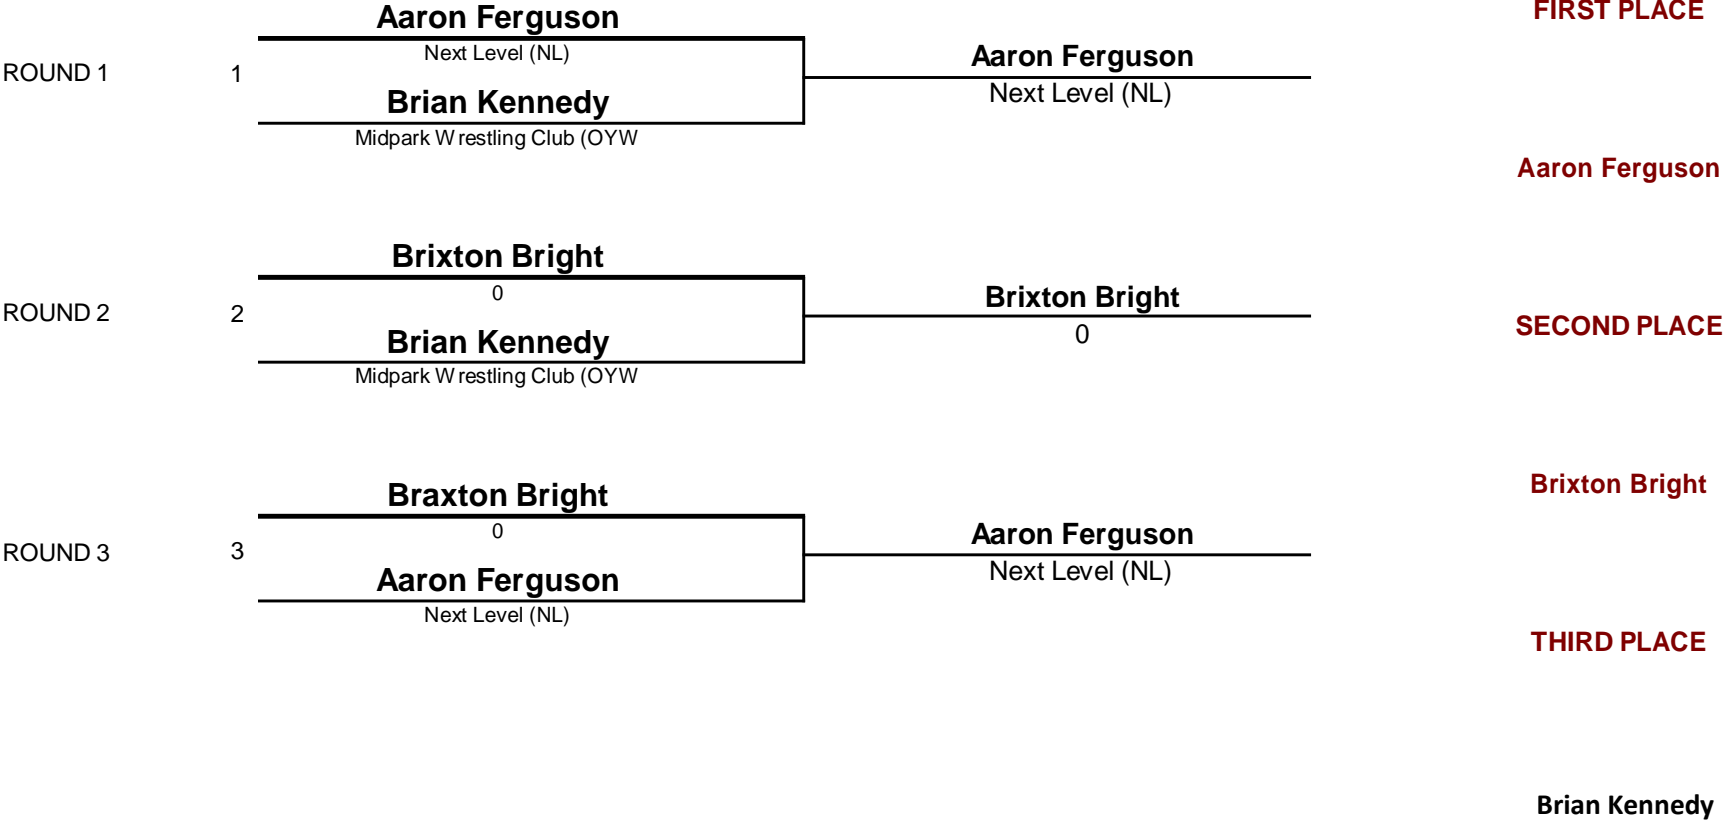 FIRST PLACE
Aaron Ferguson
Next Level (NL)
Aaron Ferguson
ROUND 1
1
Next Level (NL)
Brian Kennedy
Midpark Wrestling Club (OYW
Aaron Ferguson
Brixton Bright
0
Brixton Bright
ROUND 2
2
0
SECOND PLACE
Brian Kennedy
Midpark Wrestling Club (OYW
Brixton Bright
Braxton Bright
0
Aaron Ferguson
ROUND 3
3
Next Level (NL)
Aaron Ferguson
Next Level (NL)
THIRD PLACE
Brian Kennedy